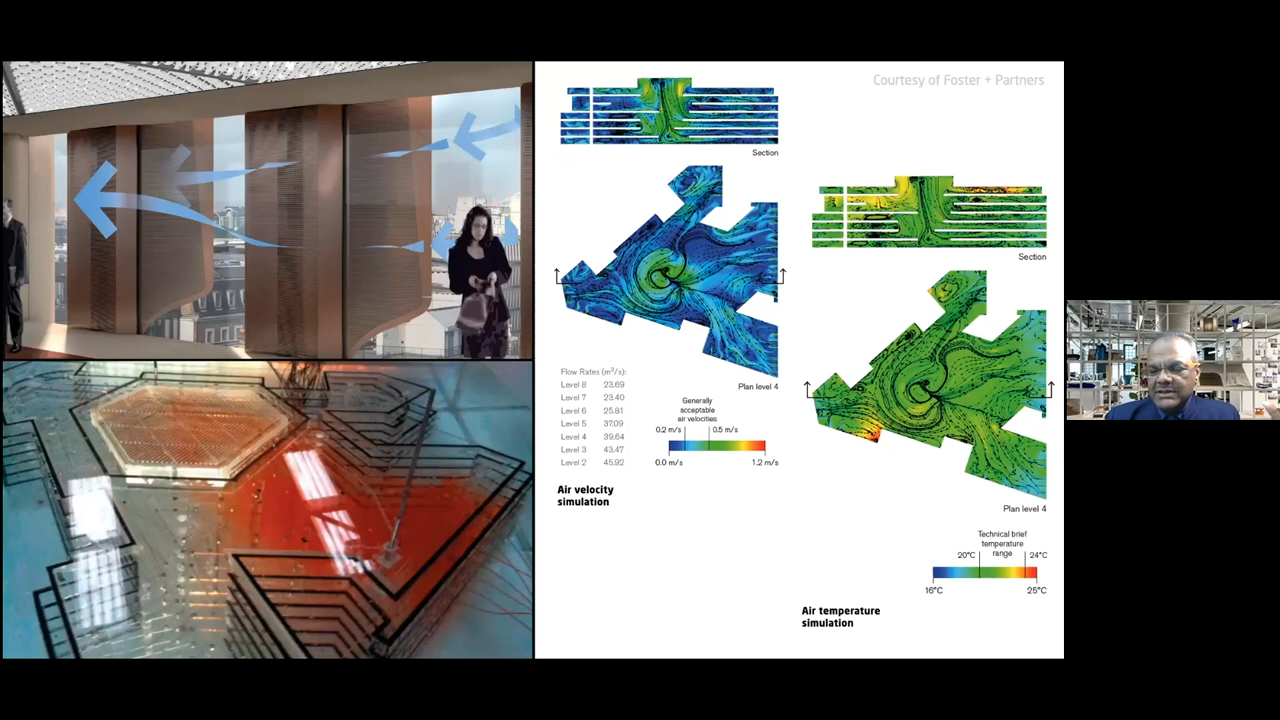 Courtesy of Foster + Partners
Section
Plan level 4
Flow Rates (m³/s):
Level 8 23.69
Level 7 23.40
Level 6 25.81
Level 5 37.09
Level 4 39.64
Level 3 43.47
Level 2 45.92
Generally
acceptable
air velocities
0.2 m/s 0.5 m/s
0.0 m/s 1.2 m/s
Air velocity
simulation
Section
Plan level 4
Technical brief
temperature
range
20°C 24°C
16°C 25°C
Air temperature
simulation